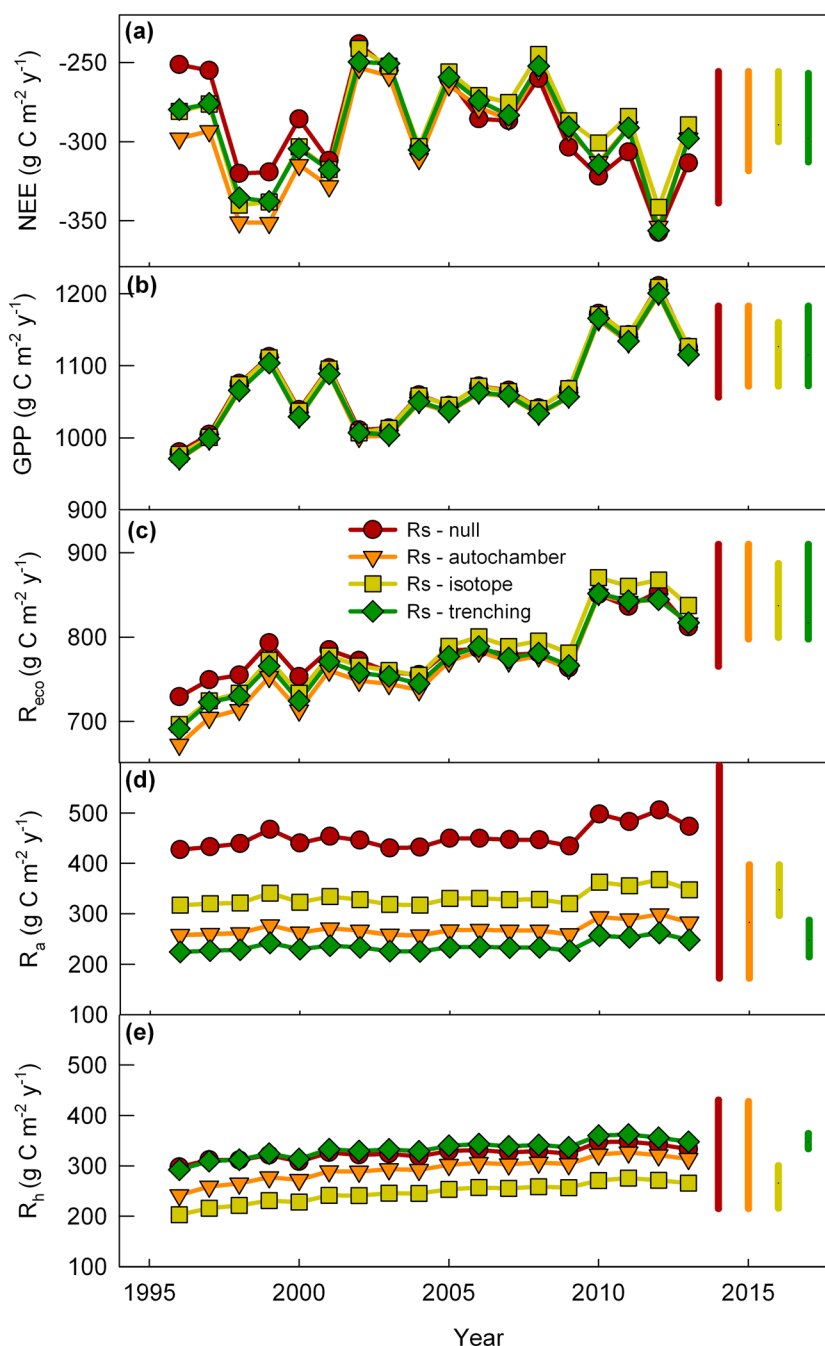 (a)
-250
-300
-350
NEE (g C m-2 y-1)
(b)
1200
1100
1000
900
GPP (g C m-2 y-1)
(c)
Rs - null
Rs - autochamber
Rs - isotope
Rs - trenching
900
800
700
Reco (g C m-2 y-1)
(d)
500
400
300
200
100
Ra (g C m-2 y-1)
(e)
500
400
300
200
100
Rh (g C m-2 y-1)
1995 2000 2005 2010 2015
Year